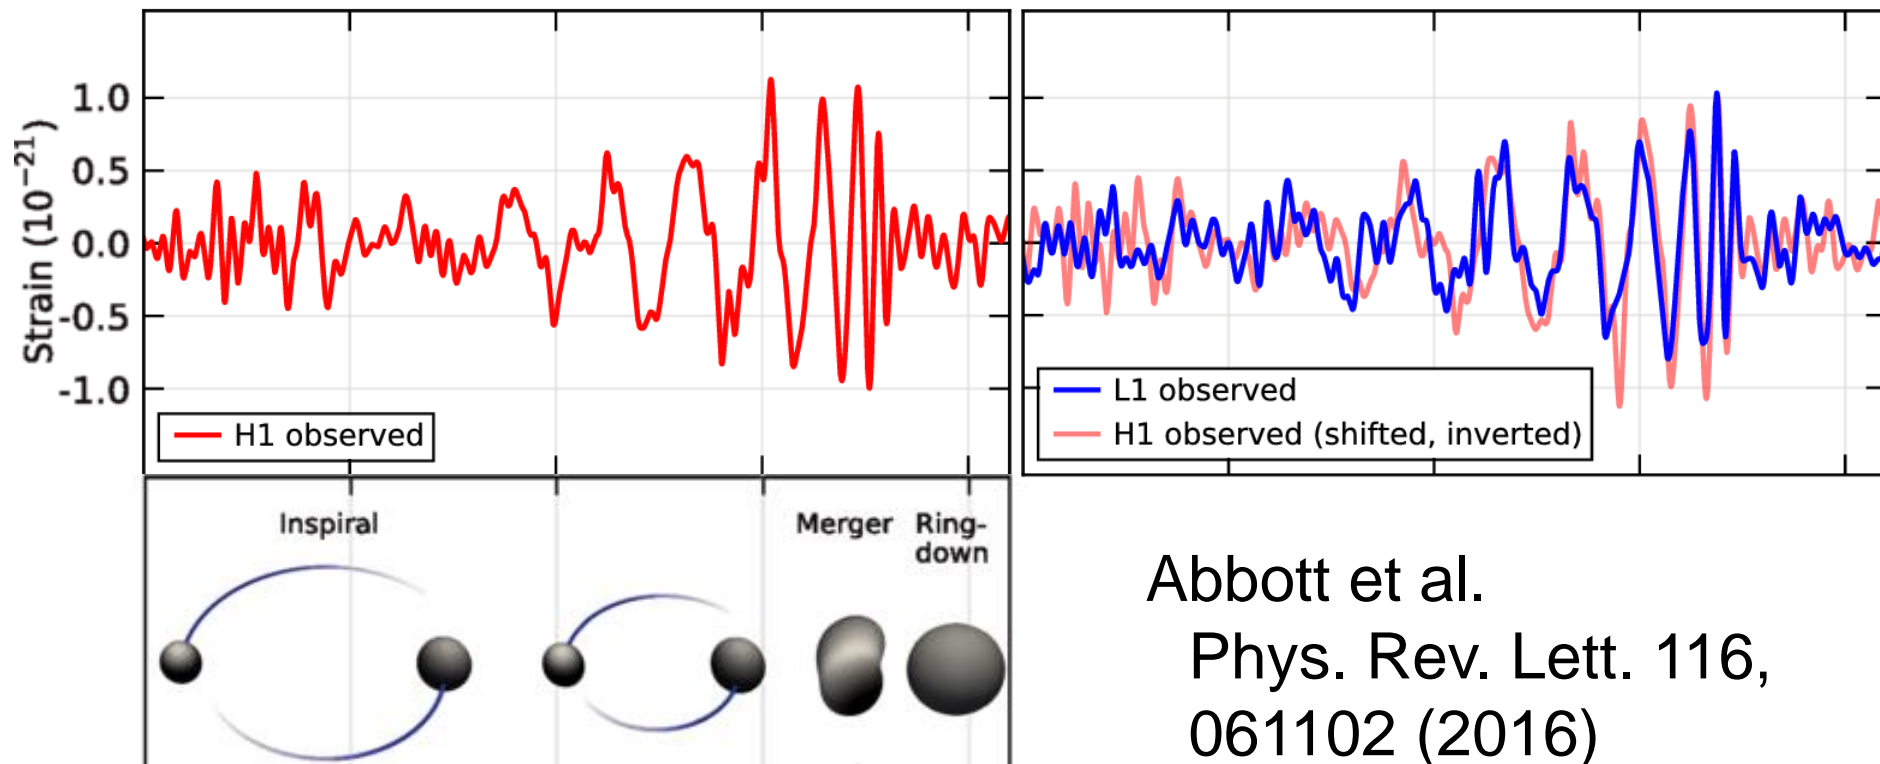 Strain (10⁻²¹)
1.0
0.5
0.0
-0.5
-1.0
H1 observed
L1 observed
H1 observed (shifted, inverted)
Inspiral
Merger
Ring-
down
Abbott et al.
Phys. Rev. Lett. 116,
061102 (2016)